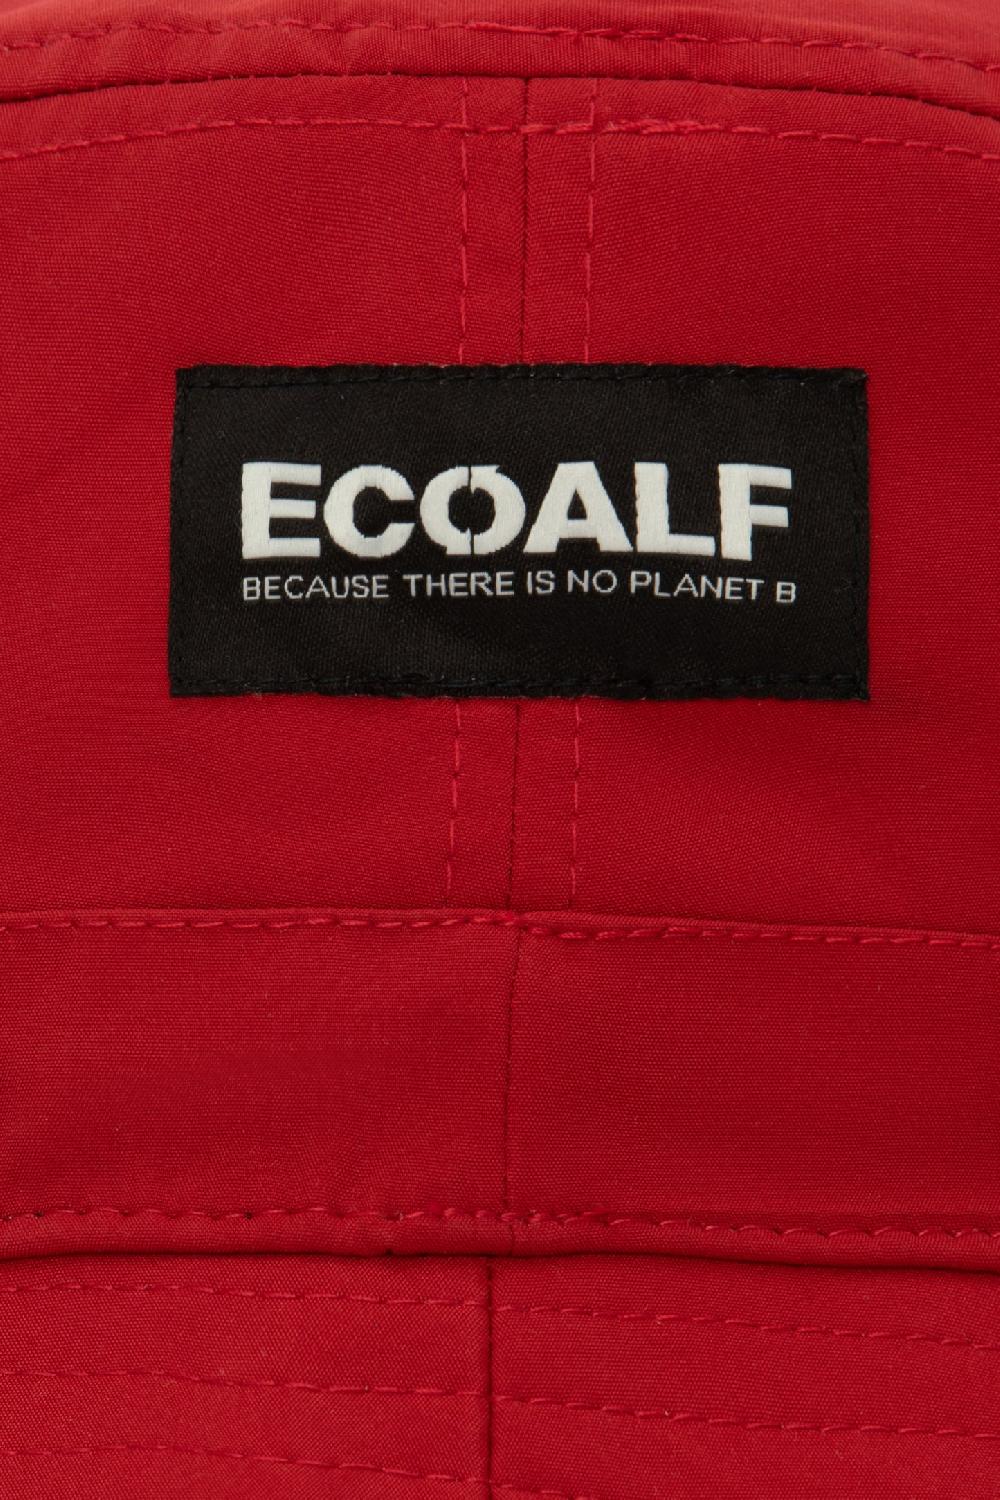 ECOALF
BECAUSE THERE IS NO PLANET B